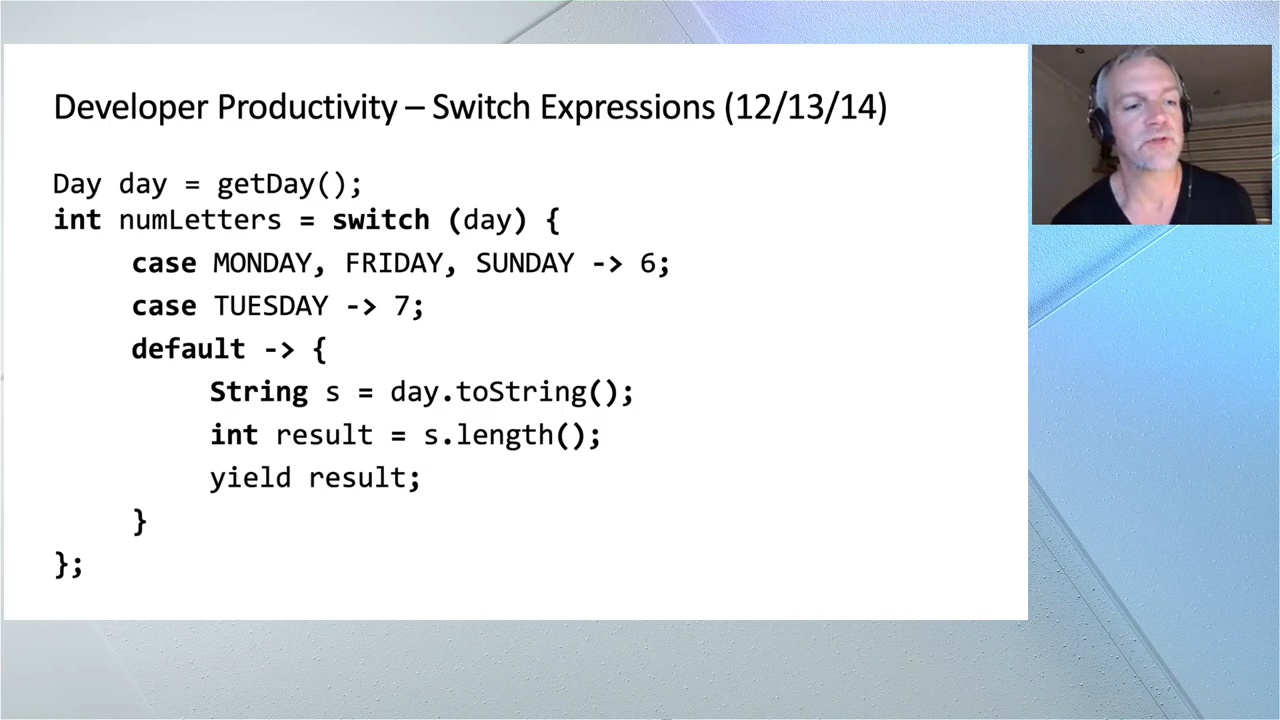 Developer Productivity – Switch Expressions (12/13/14)
Day day = getDay();
int numLetters = switch (day) {
case MONDAY, FRIDAY, SUNDAY -> 6;
case TUESDAY -> 7;
default -> {
String s = day.toString();
int result = s.length();
yield result;
}
};